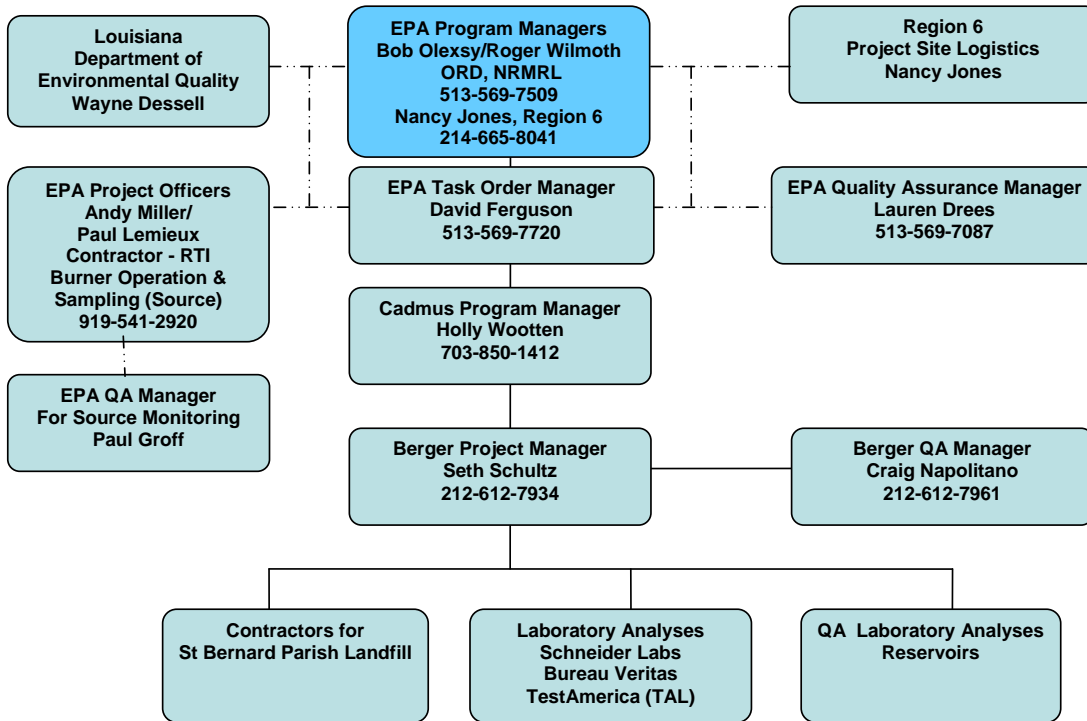 Louisiana
Department of
Environmental Quality
Wayne Dessell
EPA Program Managers
Bob Olexsy/Roger Wilmoth
ORD, NRMRL
513-569-7509
Nancy Jones, Region 6
214-665-8041
Region 6
Project Site Logistics
Nancy Jones
EPA Project Officers
Andy Miller/
Paul Lemieux
Contractor - RTI
Burner Operation &
Sampling (Source)
919-541-2920
EPA Task Order Manager
David Ferguson
513-569-7720
EPA Quality Assurance Manager
Lauren Drees
513-569-7087
Cadmus Program Manager
Holly Wootten
703-850-1412
EPA QA Manager
For Source Monitoring
Paul Groff
Berger Project Manager
Seth Schultz
212-612-7934
Berger QA Manager
Craig Napolitano
212-612-7961
Contractors for
St Bernard Parish Landfill
Laboratory Analyses
Schneider Labs
Bureau Veritas
TestAmerica (TAL)
QA Laboratory Analyses
Reservoirs